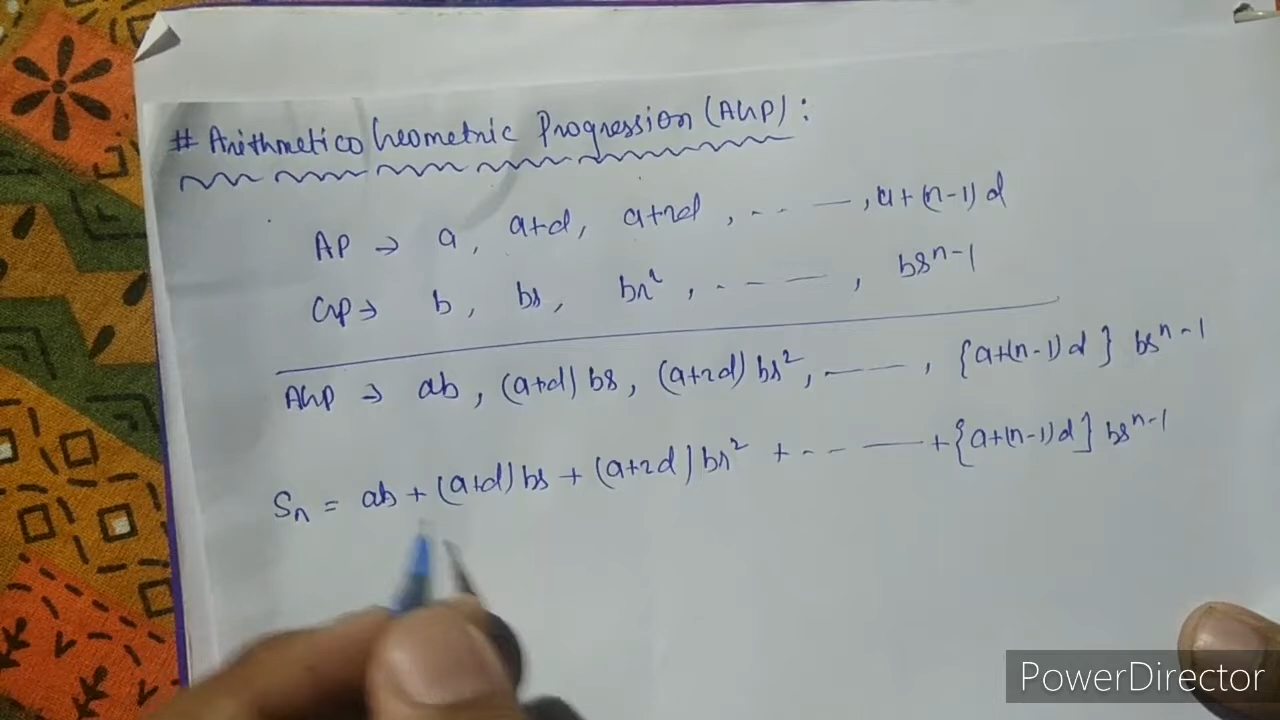 # Arithmetico Geometric Progression (AGP) :
AP → a, a+d, a+2d, .. —, a+(n-1)d
GP → b, br, br², .- —, brⁿ⁻¹
AGP → ab, (a+d)br, (a+2d)br², —, {a+(n-1)d} brⁿ⁻¹
Sₙ = ab + (a+d)br + (a+2d)br² + .. — + {a+(n-1)d} brⁿ⁻¹
PowerDirector